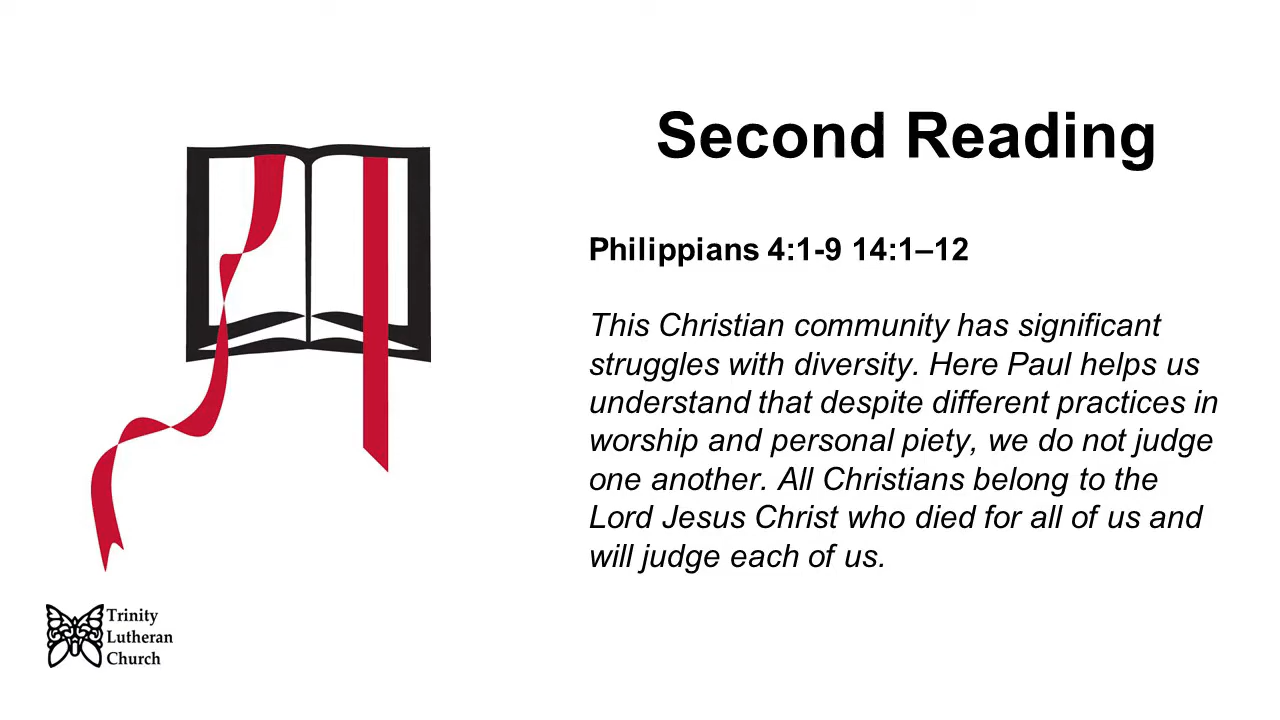 Second Reading
Philippians 4:1-9 14:1–12
This Christian community has significant
struggles with diversity. Here Paul helps us
understand that despite different practices in
worship and personal piety, we do not judge
one another. All Christians belong to the
Lord Jesus Christ who died for all of us and
will judge each of us.
Trinity
Lutheran
Church